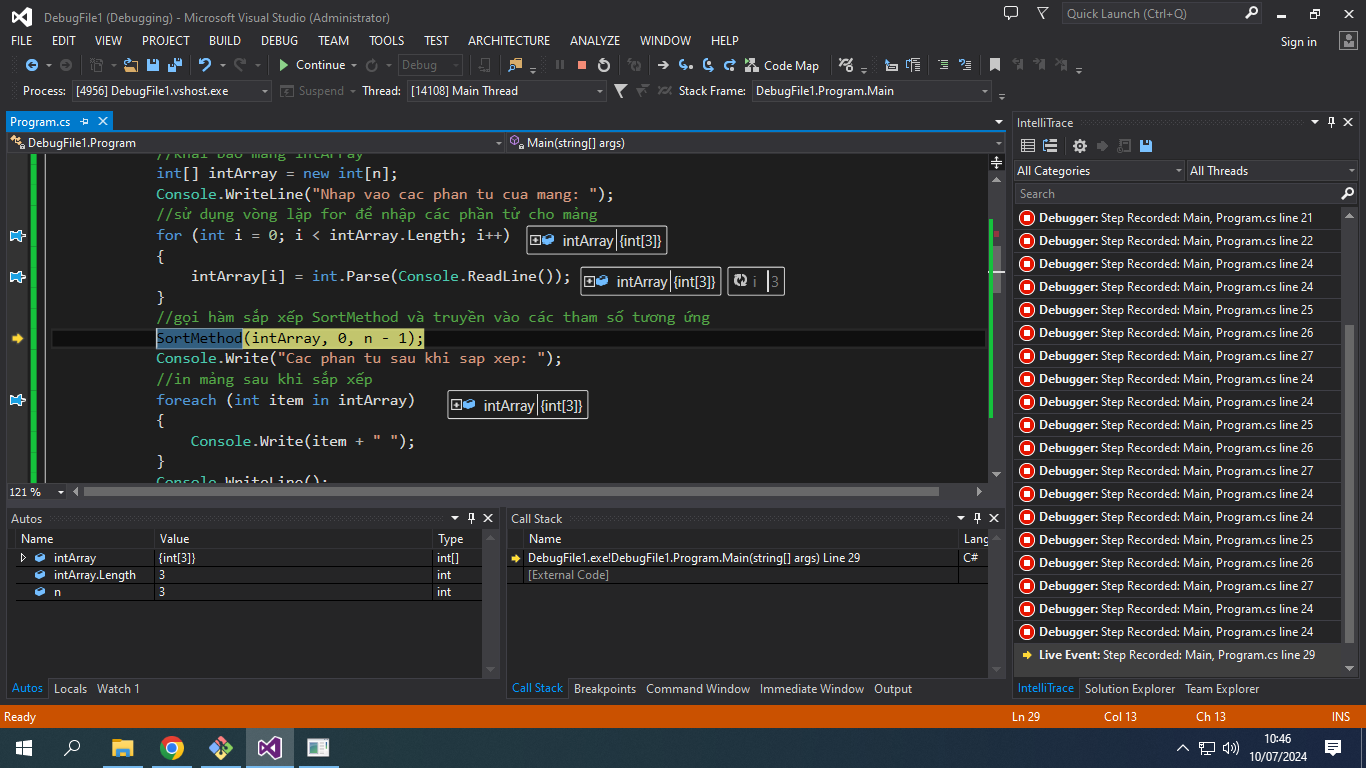 DebugFile1 (Debugging) - Microsoft Visual Studio (Administrator)
Quick Launch (Ctrl+Q)
FILE EDIT VIEW PROJECT BUILD DEBUG TEAM TOOLS TEST ARCHITECTURE ANALYZE WINDOW HELP
Sign in
Continue Debug Code Map
Process: [4956] DebugFile1.vshost.exe Suspend Thread: [14108] Main Thread Stack Frame: DebugFile1.Program.Main
Program.cs
DebugFile1.Program Main(string[] args)
//khai bao mang intArray
int[] intArray = new int[n];
Console.WriteLine("Nhap vao cac phan tu cua mang: ");
//sử dụng vòng lặp for để nhập các phần tử cho mảng
for (int i = 0; i < intArray.Length; i++) intArray {int[3]}
{
intArray[i] = int.Parse(Console.ReadLine()); intArray {int[3]} i 3
}
//gọi hàm sắp xếp SortMethod và truyền vào các tham số tương ứng
SortMethod(intArray, 0, n - 1);
Console.Write("Cac phan tu sau khi sap xep: ");
//in mảng sau khi sắp xếp
foreach (int item in intArray) intArray {int[3]}
{
Console.Write(item + " ");
}
Console.WriteLine();
121 %
IntelliTrace
All Categories All Threads
Search
Debugger: Step Recorded: Main, Program.cs line 21
Debugger: Step Recorded: Main, Program.cs line 22
Debugger: Step Recorded: Main, Program.cs line 24
Debugger: Step Recorded: Main, Program.cs line 24
Debugger: Step Recorded: Main, Program.cs line 25
Debugger: Step Recorded: Main, Program.cs line 26
Debugger: Step Recorded: Main, Program.cs line 27
Debugger: Step Recorded: Main, Program.cs line 24
Debugger: Step Recorded: Main, Program.cs line 24
Debugger: Step Recorded: Main, Program.cs line 25
Debugger: Step Recorded: Main, Program.cs line 26
Debugger: Step Recorded: Main, Program.cs line 27
Debugger: Step Recorded: Main, Program.cs line 24
Debugger: Step Recorded: Main, Program.cs line 24
Debugger: Step Recorded: Main, Program.cs line 25
Debugger: Step Recorded: Main, Program.cs line 26
Debugger: Step Recorded: Main, Program.cs line 27
Debugger: Step Recorded: Main, Program.cs line 24
Debugger: Step Recorded: Main, Program.cs line 24
Live Event: Step Recorded: Main, Program.cs line 29
IntelliTrace Solution Explorer Team Explorer
Autos
Name Value Type
intArray {int[3]} int[]
intArray.Length 3 int
n 3 int
Autos Locals Watch 1
Call Stack
Name Lang
DebugFile1.exe!DebugFile1.Program.Main(string[] args) Line 29 C#
[External Code]
Call Stack Breakpoints Command Window Immediate Window Output
Ready Ln 29 Col 13 Ch 13 INS
10:46
10/07/2024